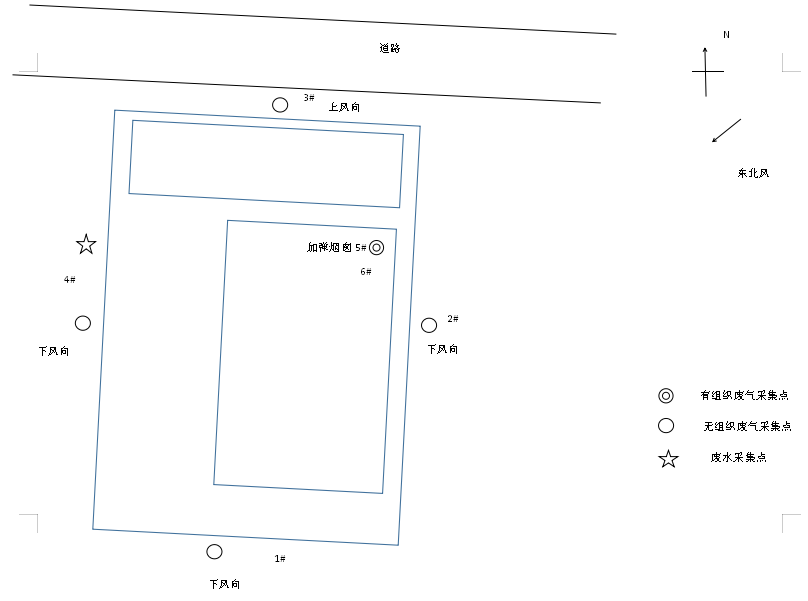 N
道路
3#
上风向
东北风
加弹烟囱 5#
6#
4#
2#
下风向
下风向
有组织废气采集点
无组织废气采集点
废水采集点
1#
下风向